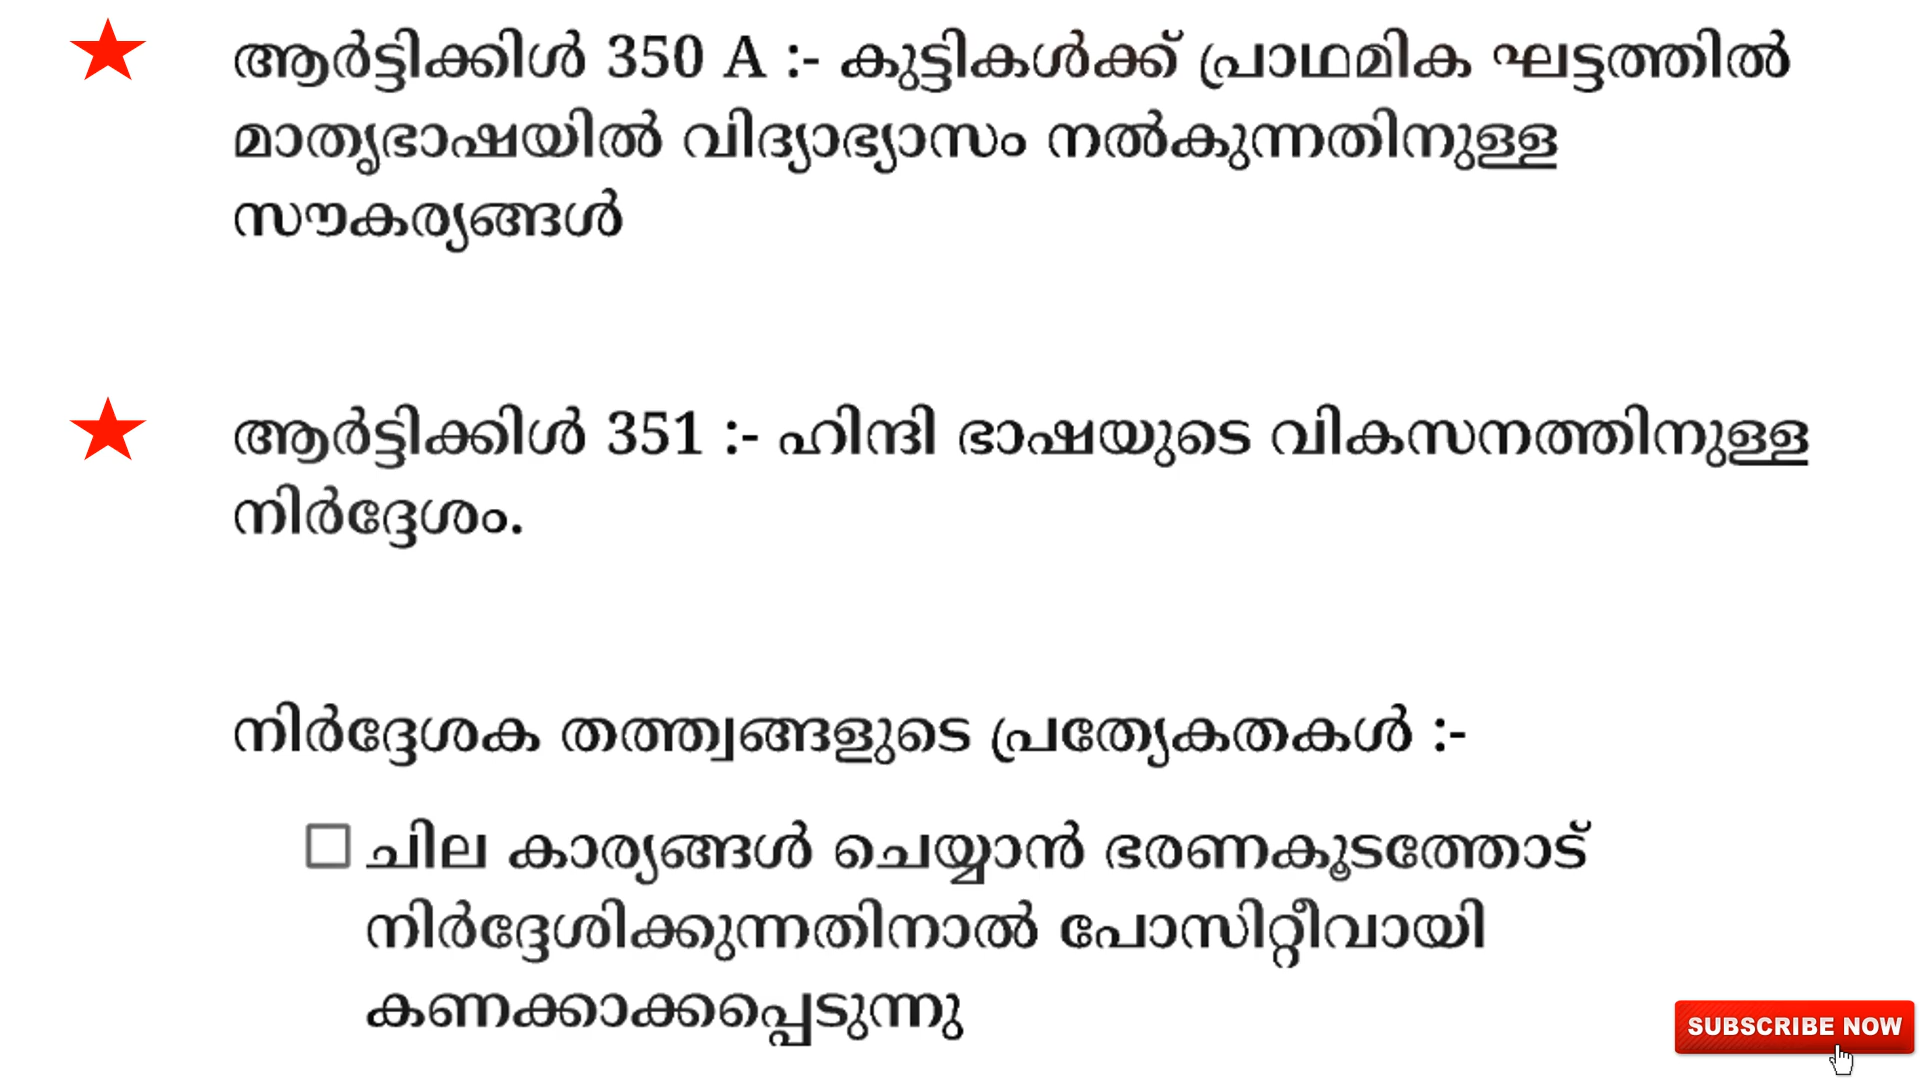 ആർട്ടിക്കിൾ 350 A :- കുട്ടികൾക്ക് പ്രാഥമിക ഘട്ടത്തിൽ
മാതൃഭാഷയിൽ വിദ്യാഭ്യാസം നൽകുന്നതിനുള്ള
സൗകര്യങ്ങൾ
ആർട്ടിക്കിൾ 351 :- ഹിന്ദി ഭാഷയുടെ വികസനത്തിനുള്ള
നിർദ്ദേശം.
നിർദ്ദേശക തത്ത്വങ്ങളുടെ പ്രത്യേകതകൾ :-
ചില കാര്യങ്ങൾ ചെയ്യാൻ ഭരണകൂടത്തോട്
നിർദ്ദേശിക്കുന്നതിനാൽ പോസിറ്റീവായി
കണക്കാക്കപ്പെടുന്നു
SUBSCRIBE NOW